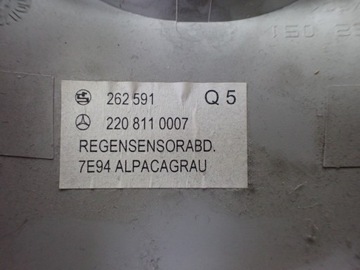 262 591 Q 5
220 811 0007
REGENSENSORABD.
7E94 ALPACAGRAU